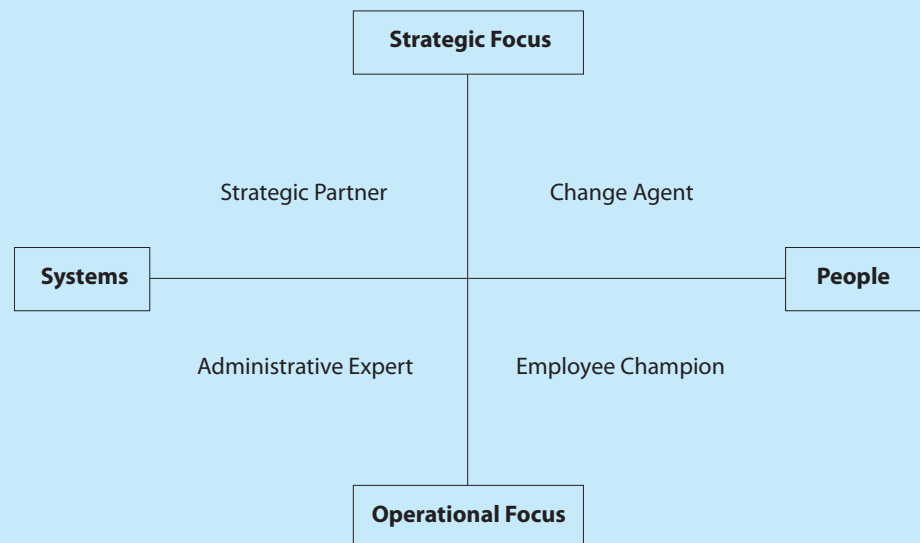 Strategic Focus
Strategic Partner
Change Agent
Systems
People
Administrative Expert
Employee Champion
Operational Focus